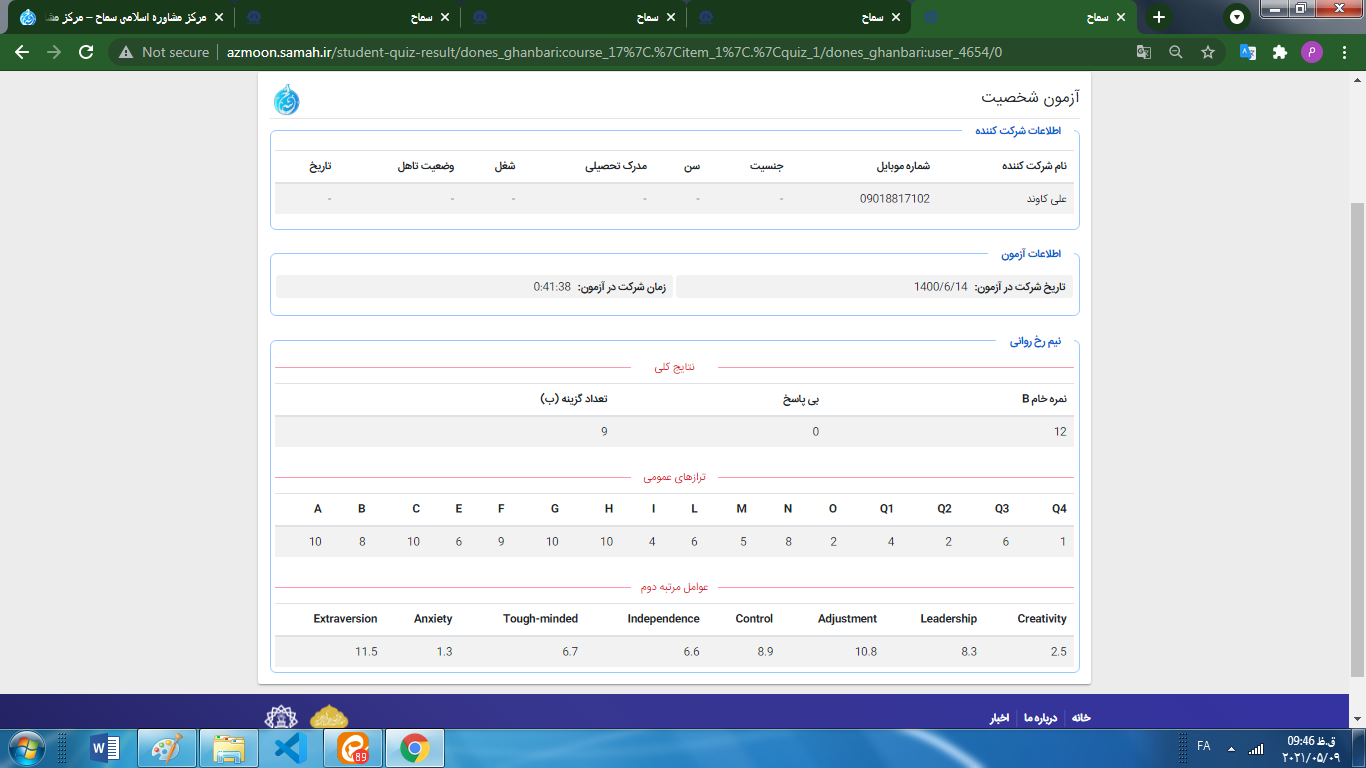 مرکز مشاوره اسلامی سماح – مرکز مشا
سماح
سماح
سماح
سماح
Not secure | azmoon.samah.ir/student-quiz-result/dones_ghanbari:course_17%7C.%7Citem_1%7C.%7Cquiz_1/dones_ghanbari:user_4654/0
P
آزمون شخصیت
اطلاعات شرکت کننده
نام شرکت کننده شماره موبایل جنسیت سن مدرک تحصیلی شغل وضعیت تاهل تاریخ
علی کاوند 09018817102 - - - - - -
اطلاعات آزمون
تاریخ شرکت در آزمون: 1400/6/14 زمان شرکت در آزمون: 0:41:38
نیم رخ روانی
نتایج کلی
نمره خام B بی پاسخ تعداد گزینه (ب)
12 0 9
ترازهای عمومی
A B C E F G H I L M N O Q1 Q2 Q3 Q4
10 8 10 6 9 10 10 4 6 5 8 2 4 2 6 1
عوامل مرتبه دوم
Extraversion Anxiety Tough-minded Independence Control Adjustment Leadership Creativity
11.5 1.3 6.7 6.6 8.9 10.8 8.3 2.5
خانه درباره ما اخبار
89
FA
09:46 ق.ظ
۲۰۲۱/۰۵/۰۹